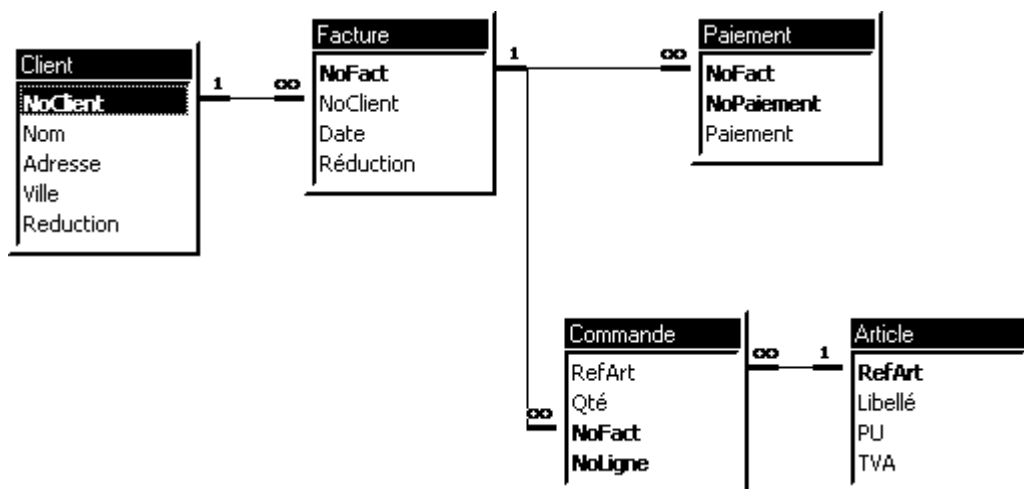 Client
NoClient
Nom
Adresse
Ville
Reduction
1
∞
Facture
NoFact
NoClient
Date
Réduction
1
∞
Paiement
NoFact
NoPaiement
Paiement
∞
Commande
RefArt
Qté
NoFact
NoLigne
∞
1
Article
RefArt
Libellé
PU
TVA